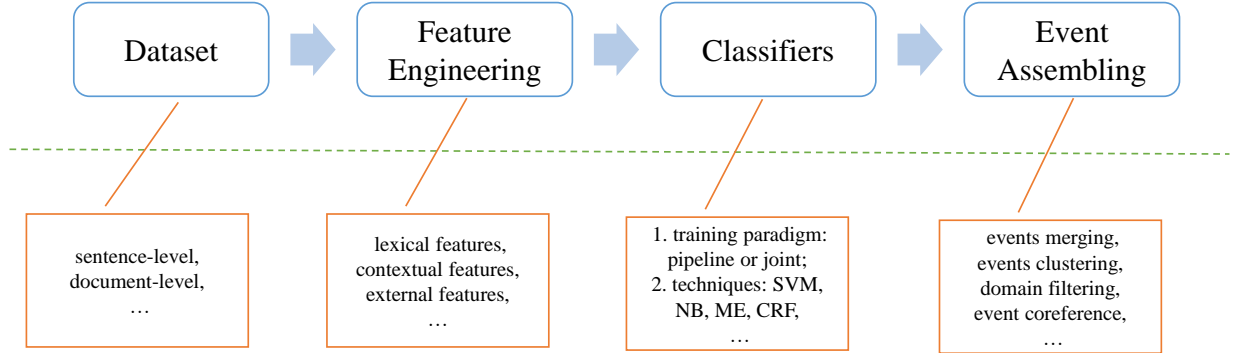 Dataset
Feature
Engineering
Classifiers
Event
Assembling
sentence-level,
document-level,
…
lexical features,
contextual features,
external features,
…
1. training paradigm:
pipeline or joint;
2. techniques: SVM,
NB, ME, CRF,
…
events merging,
events clustering,
domain filtering,
event coreference,
…